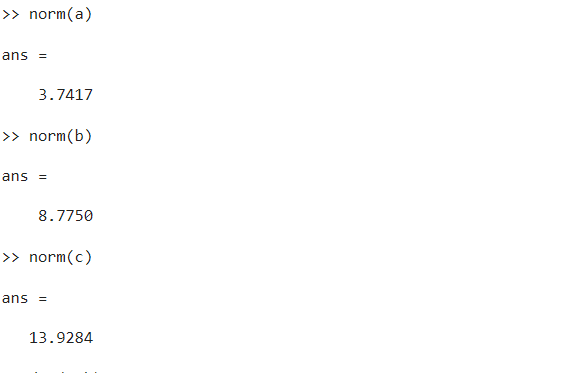 >> norm(a)
ans =
3.7417
>> norm(b)
ans =
8.7750
>> norm(c)
ans =
13.9284